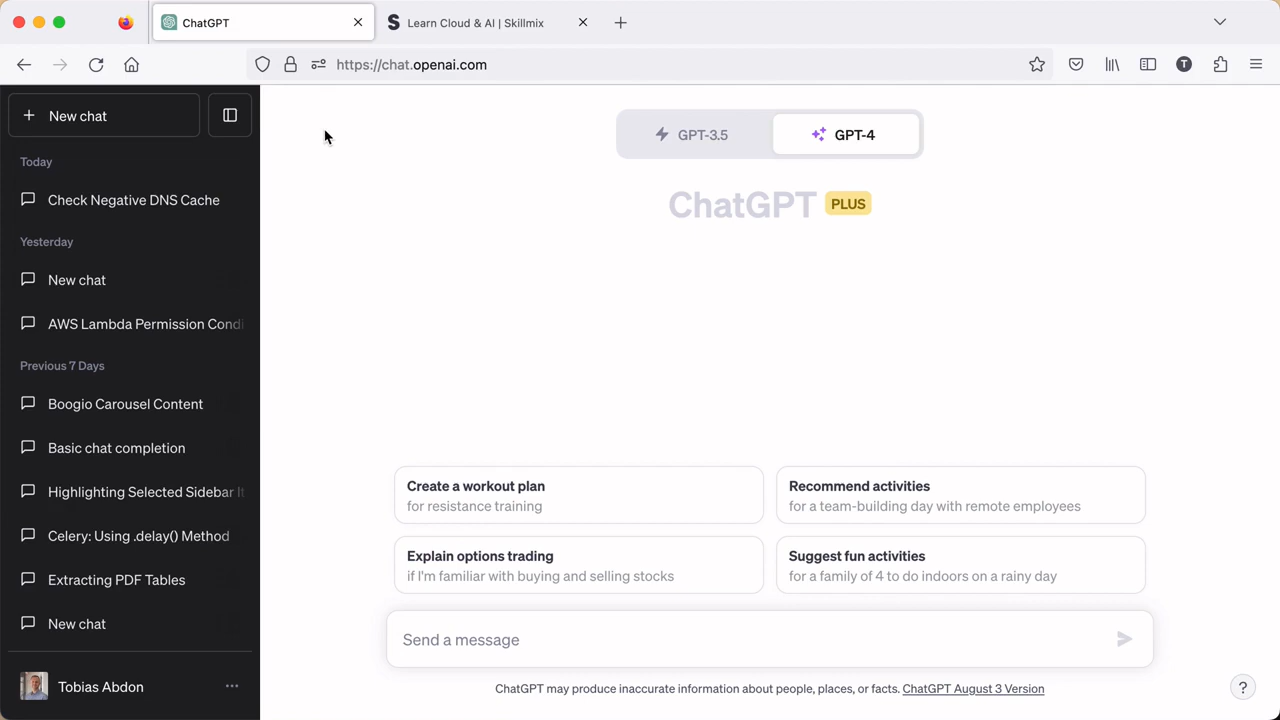 ChatGPT
Learn Cloud & AI | Skillmix
https://chat.openai.com
T
New chat
Today
Check Negative DNS Cache
Yesterday
New chat
AWS Lambda Permission Condi
Previous 7 Days
Boogio Carousel Content
Basic chat completion
Highlighting Selected Sidebar It
Celery: Using .delay() Method
Extracting PDF Tables
New chat
Tobias Abdon
GPT-3.5
GPT-4
ChatGPT PLUS
Create a workout plan
for resistance training
Recommend activities
for a team-building day with remote employees
Explain options trading
if I'm familiar with buying and selling stocks
Suggest fun activities
for a family of 4 to do indoors on a rainy day
Send a message
ChatGPT may produce inaccurate information about people, places, or facts. ChatGPT August 3 Version
?